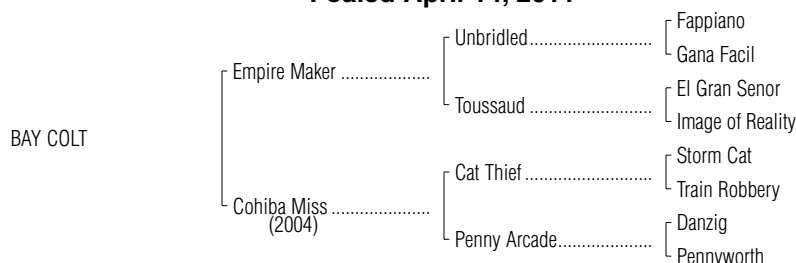 Foaled April 14, 2011
Fappiano
Unbridled
Gana Facil
Empire Maker
El Gran Senor
Toussaud
Image of Reality
BAY COLT
Storm Cat
Cat Thief
Train Robbery
Cohiba Miss
(2004)
Danzig
Penny Arcade
Pennyworth